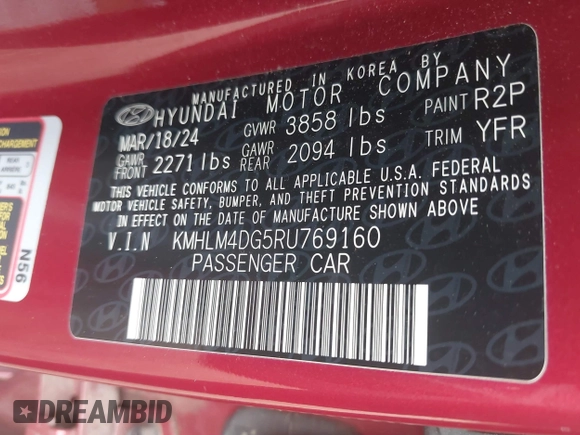 MANUFACTURED IN KOREA BY
HYUNDAI MOTOR COMPANY
MAR/18/24 GVWR 3858 lbs PAINT R2P
GAWR FRONT 2271 lbs GAWR REAR 2094 lbs TRIM YFR
THIS VEHICLE CONFORMS TO ALL APPLICABLE U.S.A. FEDERAL
MOTOR VEHICLE SAFETY, BUMPER, AND THEFT PREVENTION STANDARDS
IN EFFECT ON THE DATE OF MANUFACTURE SHOWN ABOVE
V.I.N KMHLM4DG5RU769160
PASSENGER CAR
CHARGEMENT
REAR
N56
DREAMBID